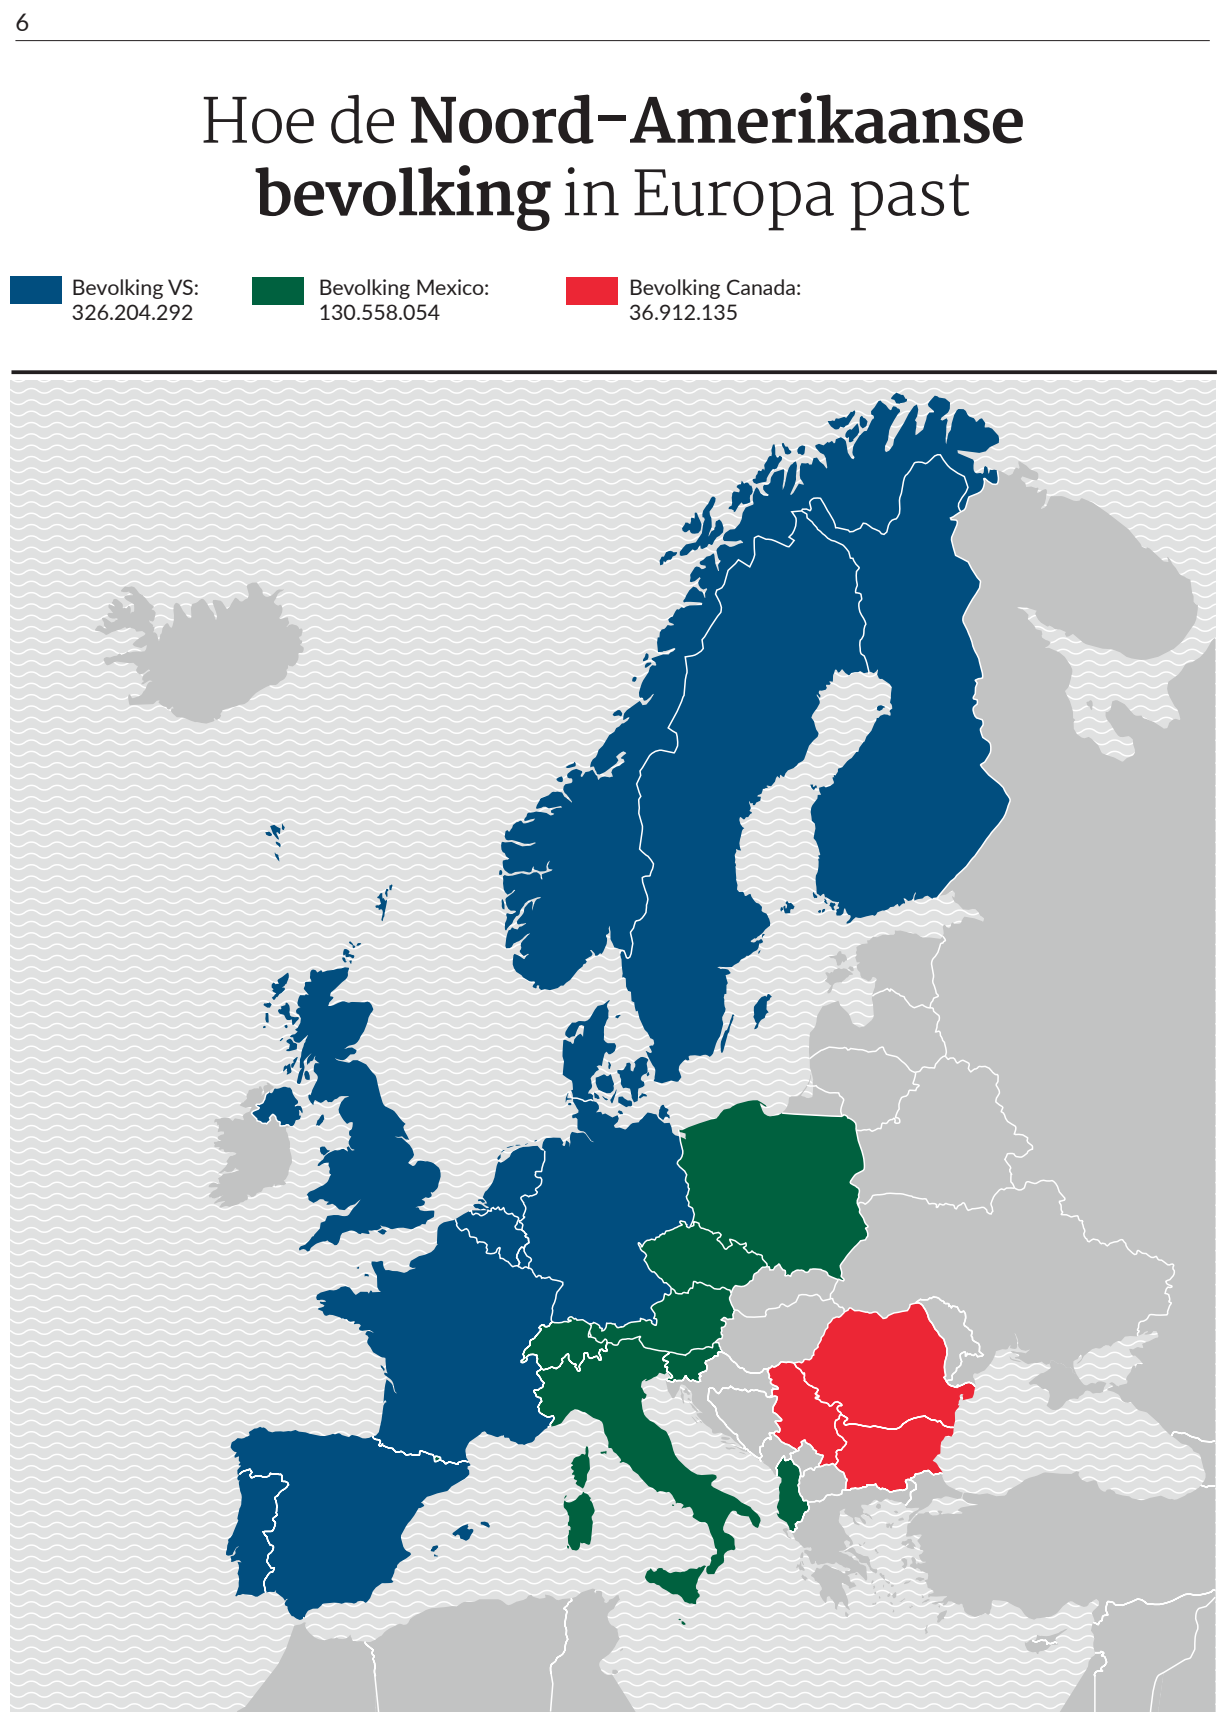 6
Hoe de Noord-Amerikaanse
bevolking in Europa past
Bevolking VS:
326.204.292
Bevolking Mexico:
130.558.054
Bevolking Canada:
36.912.135